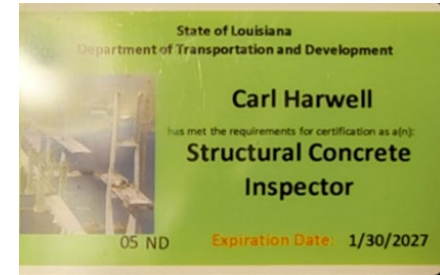 State of Louisiana
Department of Transportation and Development
Carl Harwell
has met the requirements for certification as a(n):
Structural Concrete
Inspector
05 ND Expiration Date: 1/30/2027